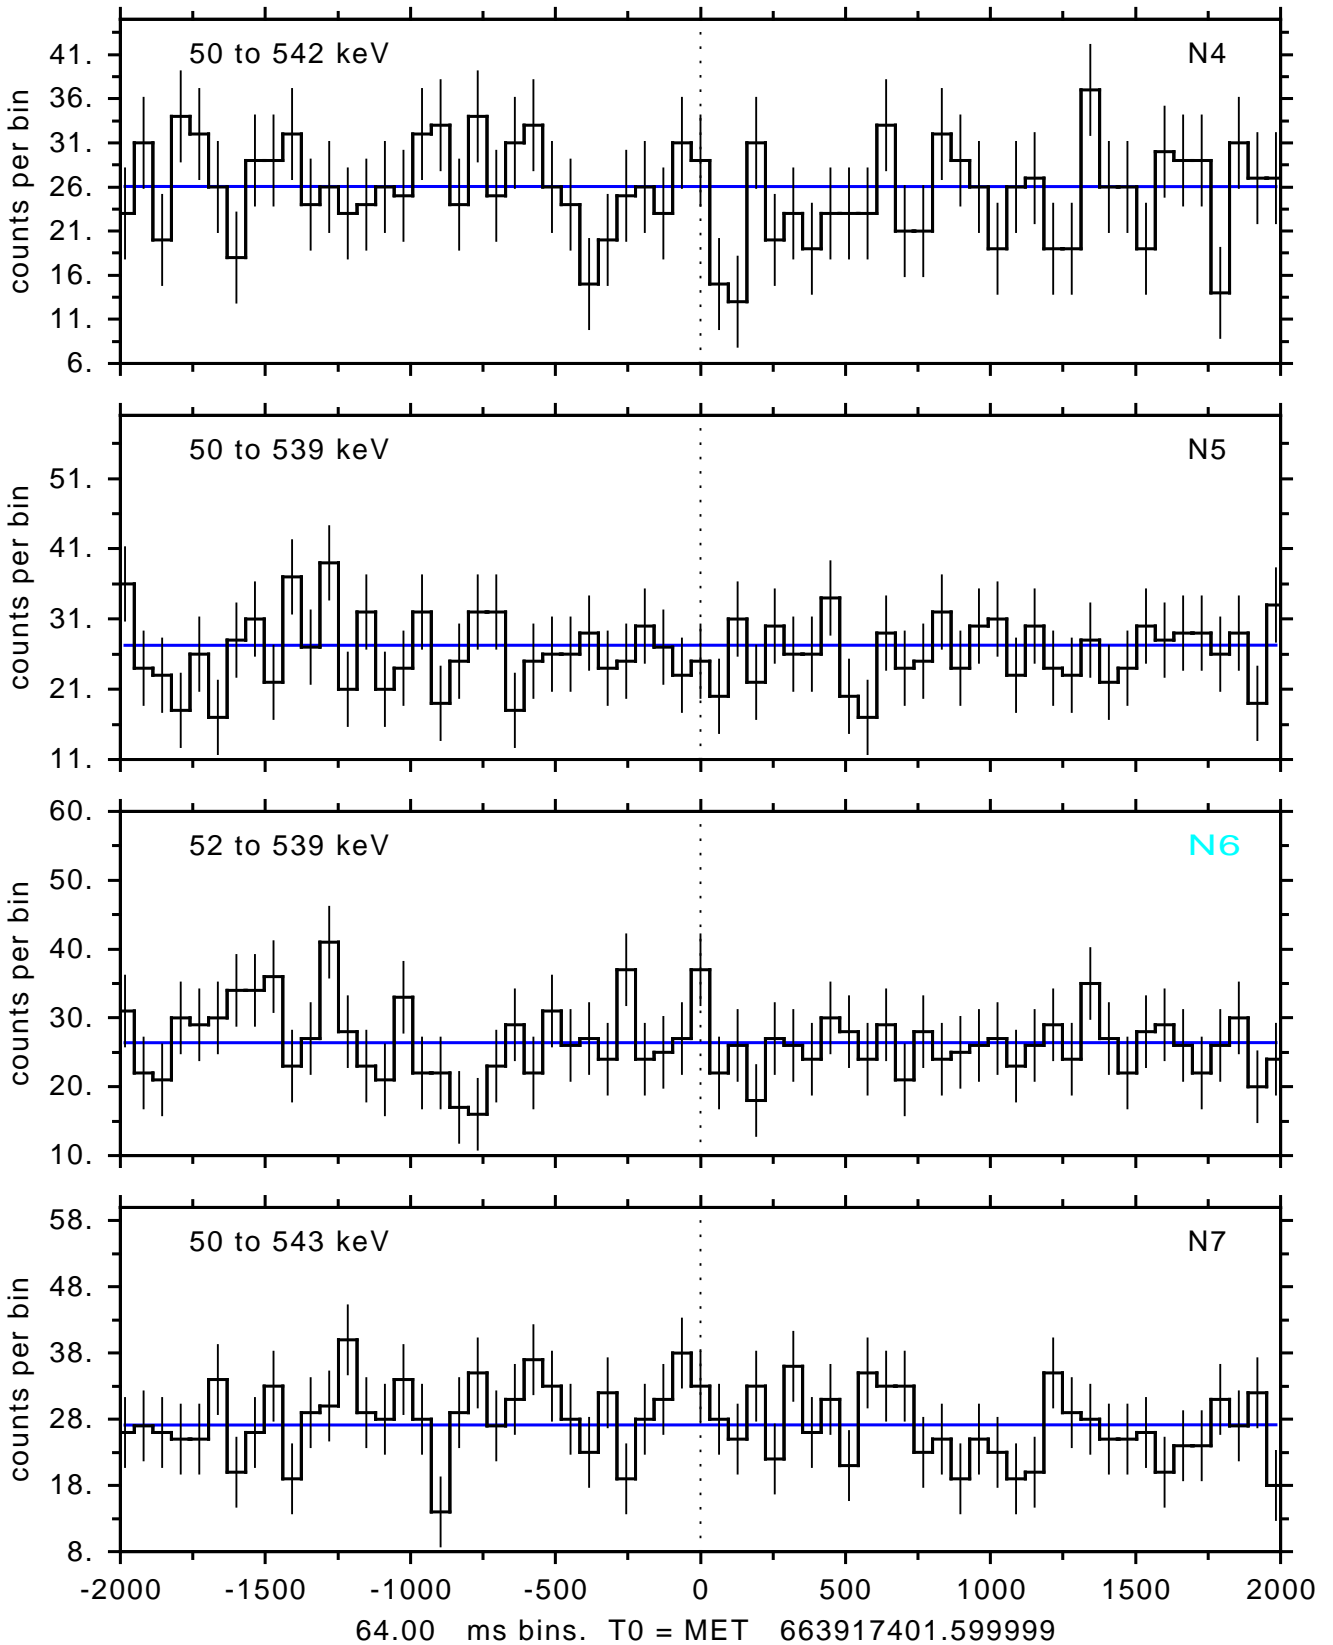 50 to 542 keV N4
counts per bin
41.
36.
31.
26.
21.
16.
11.
6.
50 to 539 keV N5
counts per bin
51.
41.
31.
21.
11.
52 to 539 keV N6
counts per bin
60.
50.
40.
30.
20.
10.
50 to 543 keV N7
counts per bin
58.
48.
38.
28.
18.
8.
-2000 -1500 -1000 -500 0 500 1000 1500 2000
64.00 ms bins. T0 = MET 663917401.599999